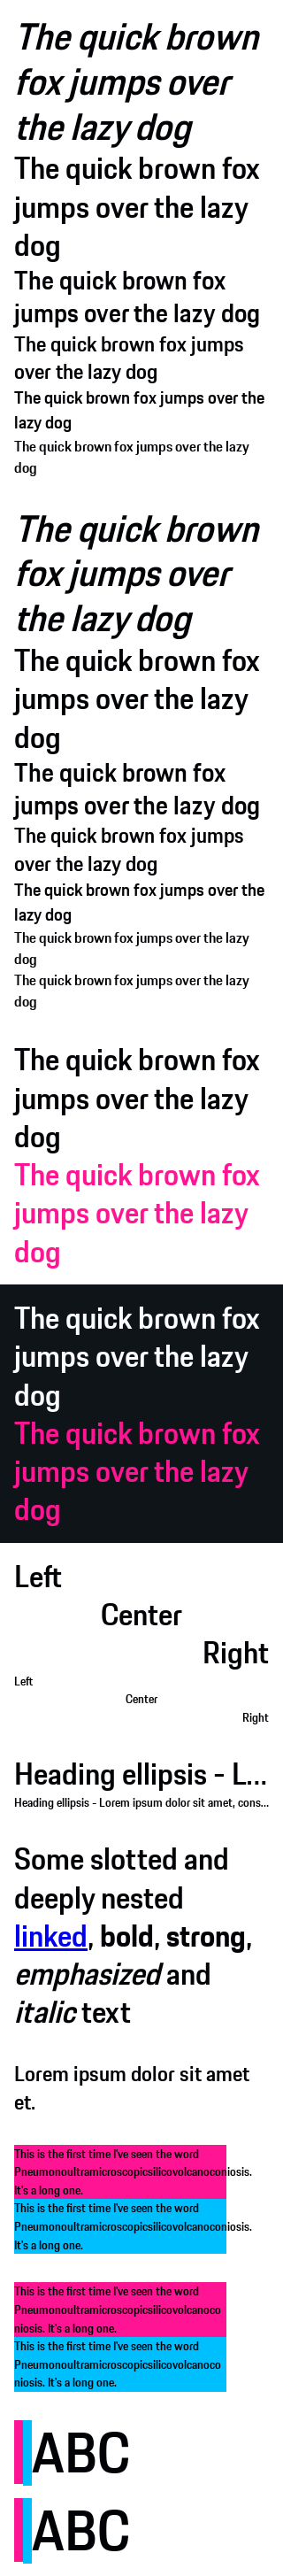 The quick brown
fox jumps over
the lazy dog
The quick brown fox
jumps over the lazy
dog
The quick brown fox
jumps over the lazy dog
The quick brown fox jumps
over the lazy dog
The quick brown fox jumps over the
lazy dog
The quick brown fox jumps over the lazy
dog
The quick brown
fox jumps over
the lazy dog
The quick brown fox
jumps over the lazy
dog
The quick brown fox
jumps over the lazy dog
The quick brown fox jumps
over the lazy dog
The quick brown fox jumps over the
lazy dog
The quick brown fox jumps over the lazy
dog
The quick brown fox jumps over the lazy
dog
The quick brown fox
jumps over the lazy
dog
The quick brown fox
jumps over the lazy
dog
The quick brown fox
jumps over the lazy
dog
The quick brown fox
jumps over the lazy
dog
Left
Center
Right
Left
Center
Right
Heading ellipsis - L...
Heading ellipsis - Lorem ipsum dolor sit amet, cons...
Some slotted and
deeply nested
linked, bold, strong,
emphasized and
italic text
Lorem ipsum dolor sit amet
et.
This is the first time I've seen the word
Pneumonoultramicroscopicsilicovolcanoconiosis.
It's a long one.
This is the first time I've seen the word
Pneumonoultramicroscopicsilicovolcanoconiosis.
It's a long one.
This is the first time I've seen the word
Pneumonoultramicroscopicsilicovolcanoco
niosis. It's a long one.
This is the first time I've seen the word
Pneumonoultramicroscopicsilicovolcanoco
niosis. It's a long one.
ABC
ABC